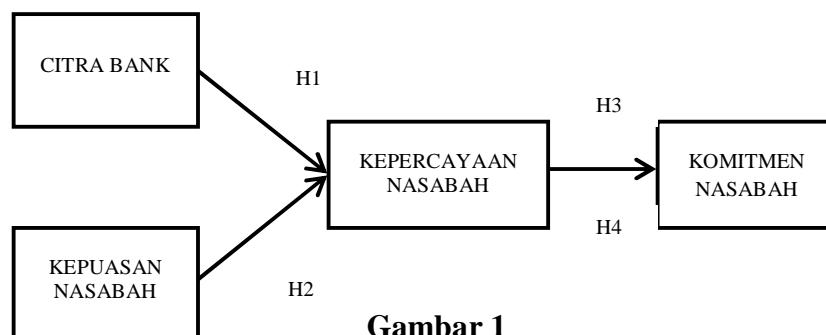 CITRA BANK
H1
H3
KEPERCAYAAN
NASABAH
KOMITMEN
NASABAH
H4
KEPUASAN
NASABAH
H2
Gambar 1